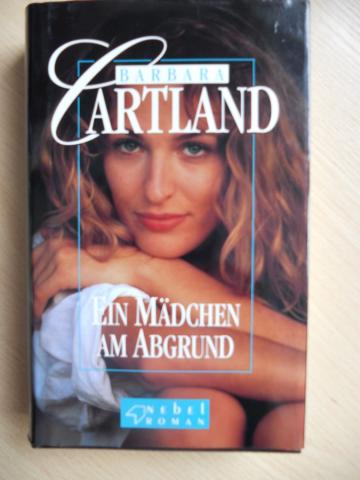 BARBARA
CARTLAND
EIN MÄDCHEN
AM ABGRUND
nebel
ROMAN